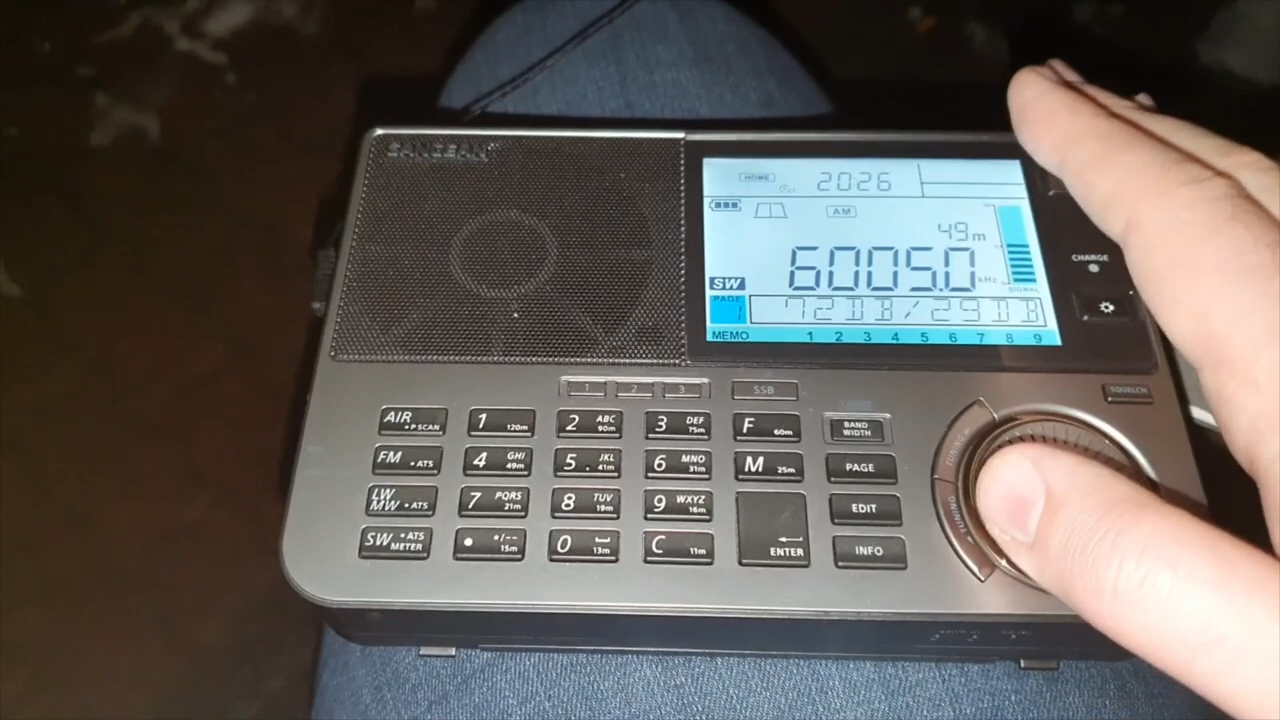 SANGEAN
HOME 20:26
AM
49m
6005.0 kHz
SW SIGNAL
PAGE 1 72DB/29DB
MEMO 1 2 3 4 5 6 7 8 9
CHARGE
1 2 3 SSB SQUELCH
AIR •P SCAN 1 120m 2 ABC 90m 3 DEF 75m F 60m BAND WIDTH
FM •ATS 4 GHI 49m 5 . JKL 41m 6 MNO 31m M 25m PAGE
LW MW •ATS 7 PQRS 21m 8 TUV 19m 9 WXYZ 16m EDIT
SW •ATS METER • */-- 15m 0 13m C 11m ENTER INFO
TUNING
TUNING